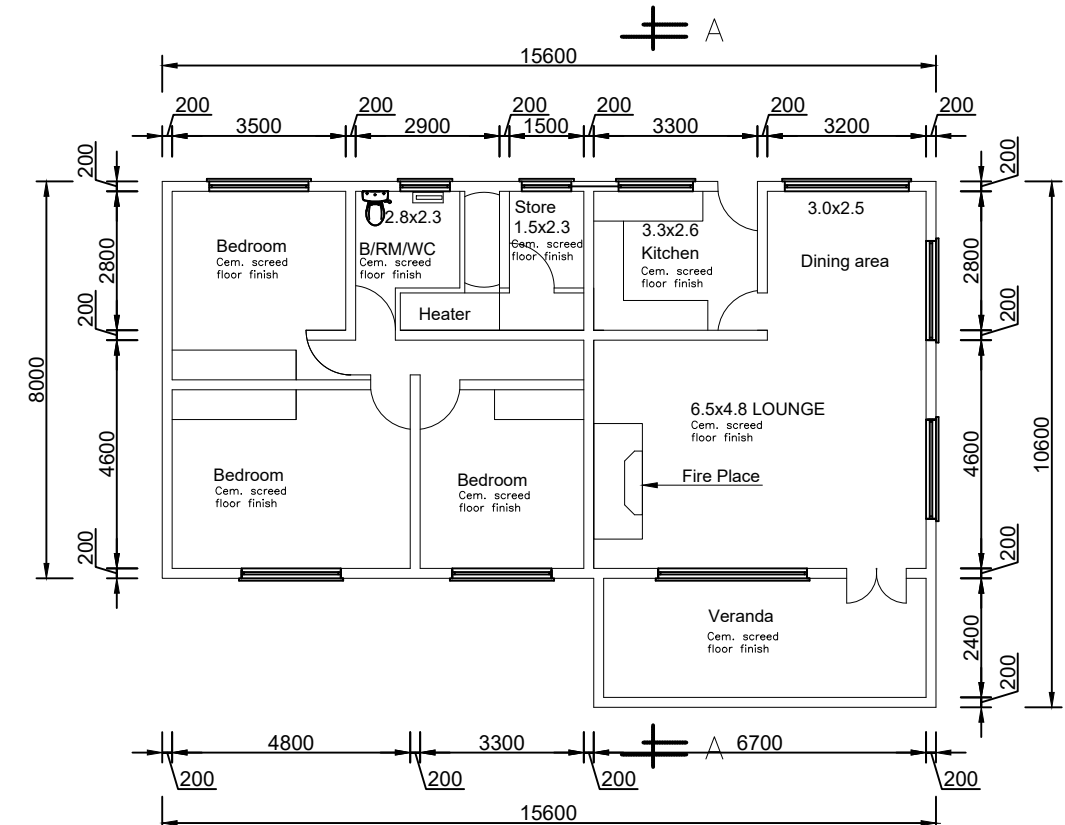 A
15600
200 200 200 200 200 200
3500 2900 1500 3300 3200
200
2800
200
8000
4600
200
200
2800
200
4600
10600
200
2400
200
Bedroom
Cem. screed
floor finish
2.8x2.3
B/RM/WC
Cem. screed
floor finish
Store
1.5x2.3
Cem. screed
floor finish
3.3x2.6
Kitchen
Cem. screed
floor finish
3.0x2.5
Dining area
Heater
6.5x4.8 LOUNGE
Cem. screed
floor finish
Fire Place
Bedroom
Cem. screed
floor finish
Bedroom
Cem. screed
floor finish
Veranda
Cem. screed
floor finish
A
4800 3300 6700
200 200 200 200
15600